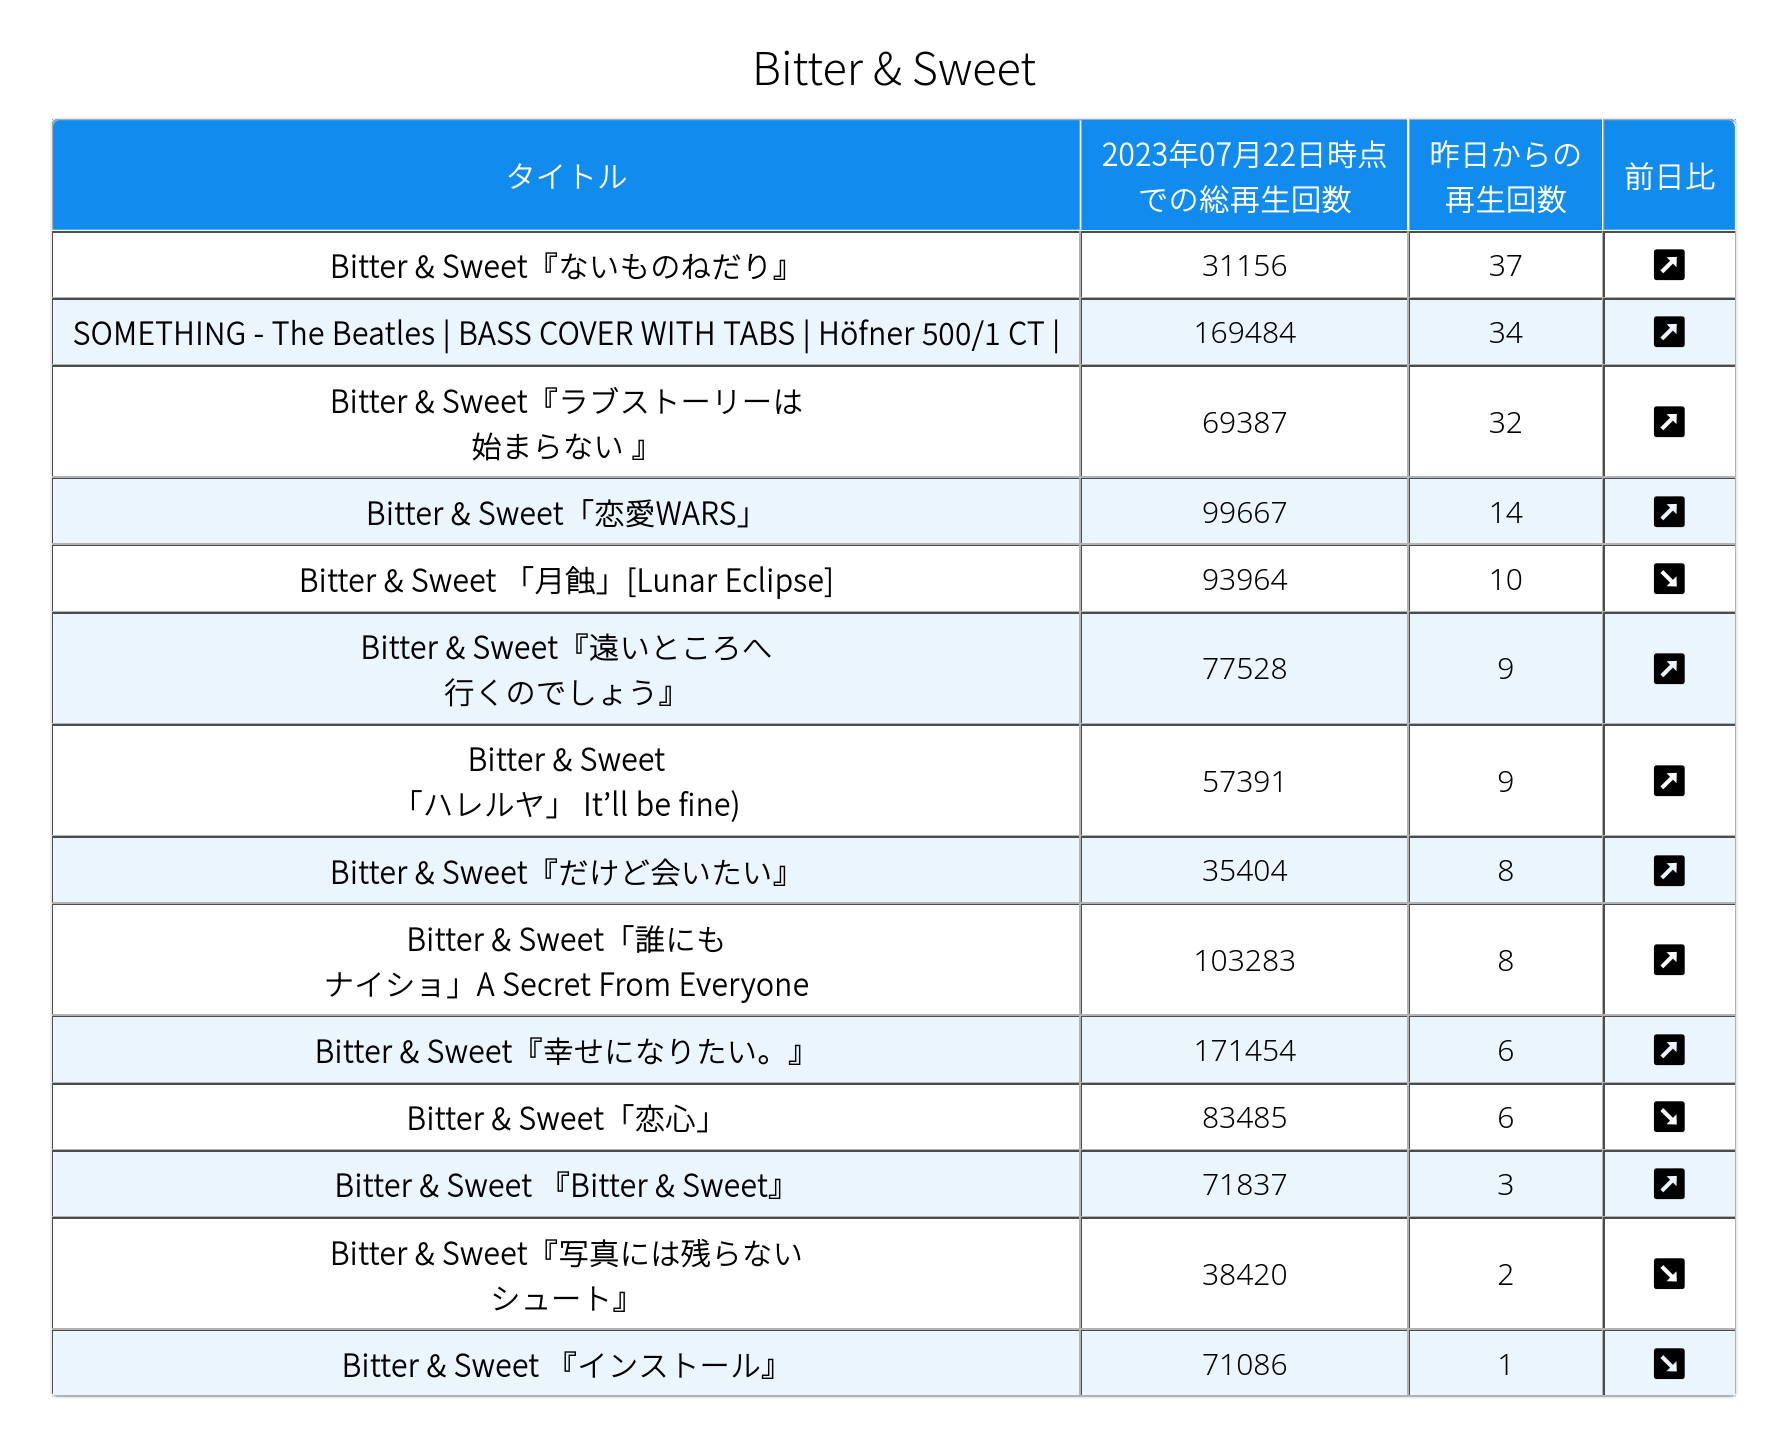 Bitter & Sweet
タイトル
2023年07月22日時点
での総再生回数
昨日からの
再生回数
前日比
Bitter & Sweet『ないものねだり』
31156
37
SOMETHING - The Beatles | BASS COVER WITH TABS | Höfner 500/1 CT |
169484
34
Bitter & Sweet『ラブストーリーは
始まらない 』
69387
32
Bitter & Sweet「恋愛WARS」
99667
14
Bitter & Sweet 「月蝕」[Lunar Eclipse]
93964
10
Bitter & Sweet『遠いところへ
行くのでしょう』
77528
9
Bitter & Sweet
「ハレルヤ」 It’ll be fine)
57391
9
Bitter & Sweet『だけど会いたい』
35404
8
Bitter & Sweet「誰にも
ナイショ」A Secret From Everyone
103283
8
Bitter & Sweet『幸せになりたい。』
171454
6
Bitter & Sweet「恋心」
83485
6
Bitter & Sweet 『Bitter & Sweet』
71837
3
Bitter & Sweet『写真には残らない
シュート』
38420
2
Bitter & Sweet 『インストール』
71086
1